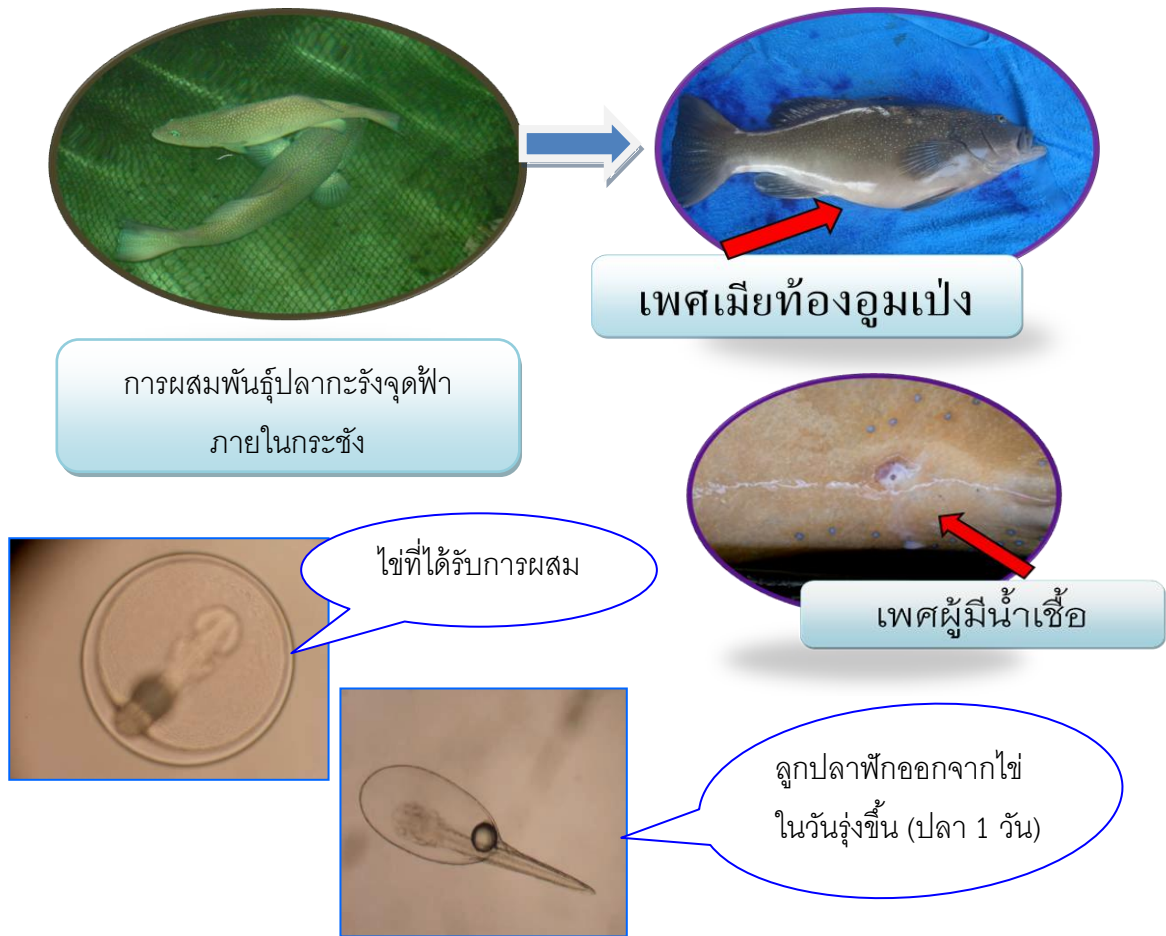 เพศเมียท้องอูมเป่ง
การผสมพันธุ์ปลากะรังจุดฟ้า
ภายในกระชัง
เพศผู้มีน้ำเชื้อ
ไข่ที่ได้รับการผสม
ลูกปลาฟักออกจากไข่
ในวันรุ่งขึ้น (ปลา 1 วัน)